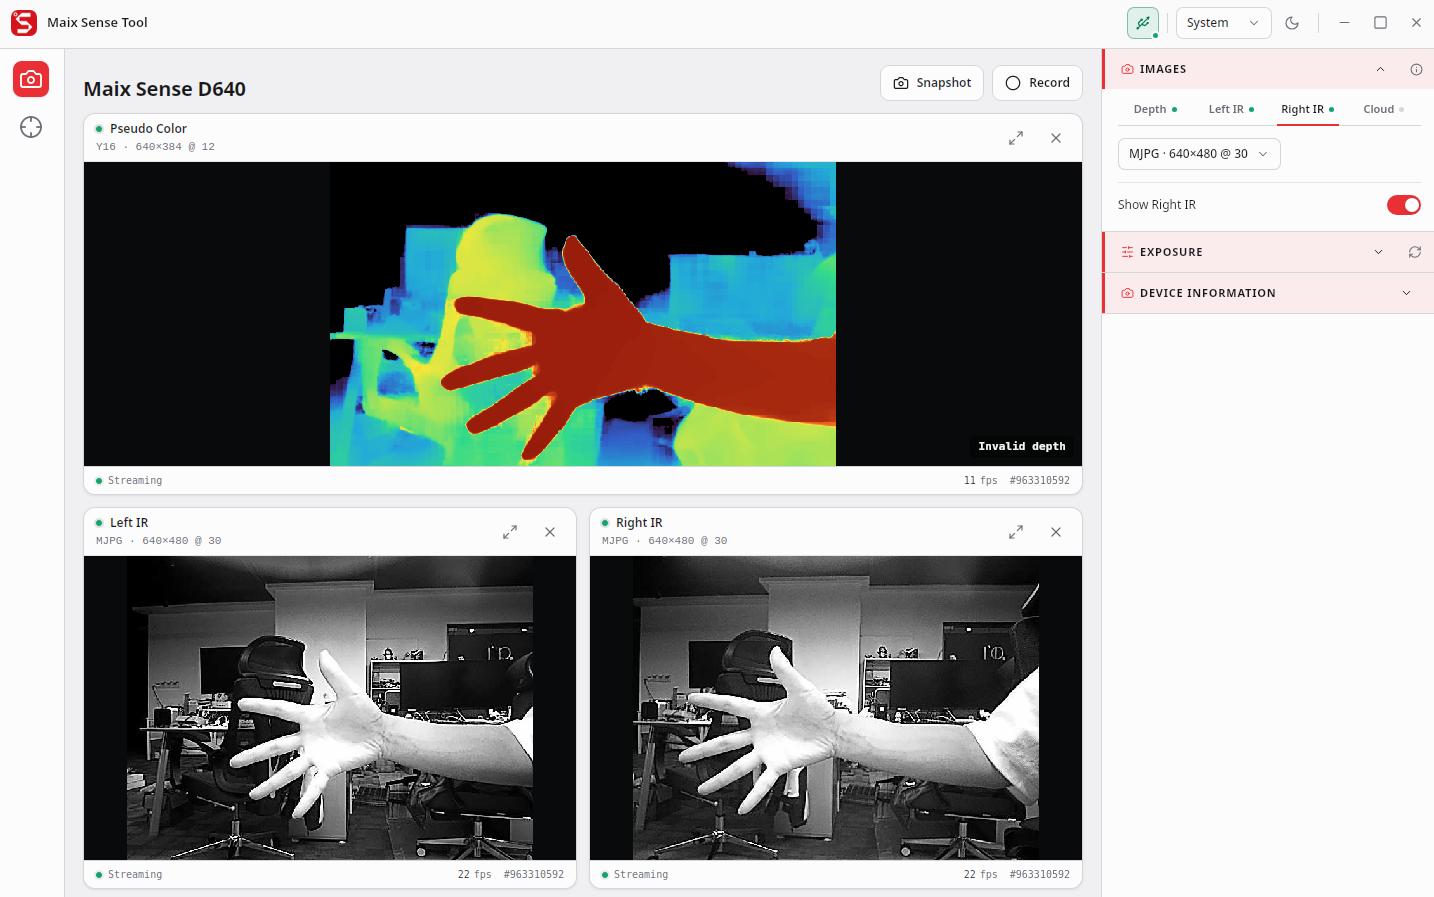 Maix Sense Tool
System
Maix Sense D640
Snapshot
Record
Pseudo Color
Y16 · 640×384 @ 12
Invalid depth
Streaming
11 fps #963310592
Left IR
MJPG · 640×480 @ 30
Streaming
22 fps #963310592
Right IR
MJPG · 640×480 @ 30
Streaming
22 fps #963310592
IMAGES
Depth
Left IR
Right IR
Cloud
MJPG · 640×480 @ 30
Show Right IR
EXPOSURE
DEVICE INFORMATION